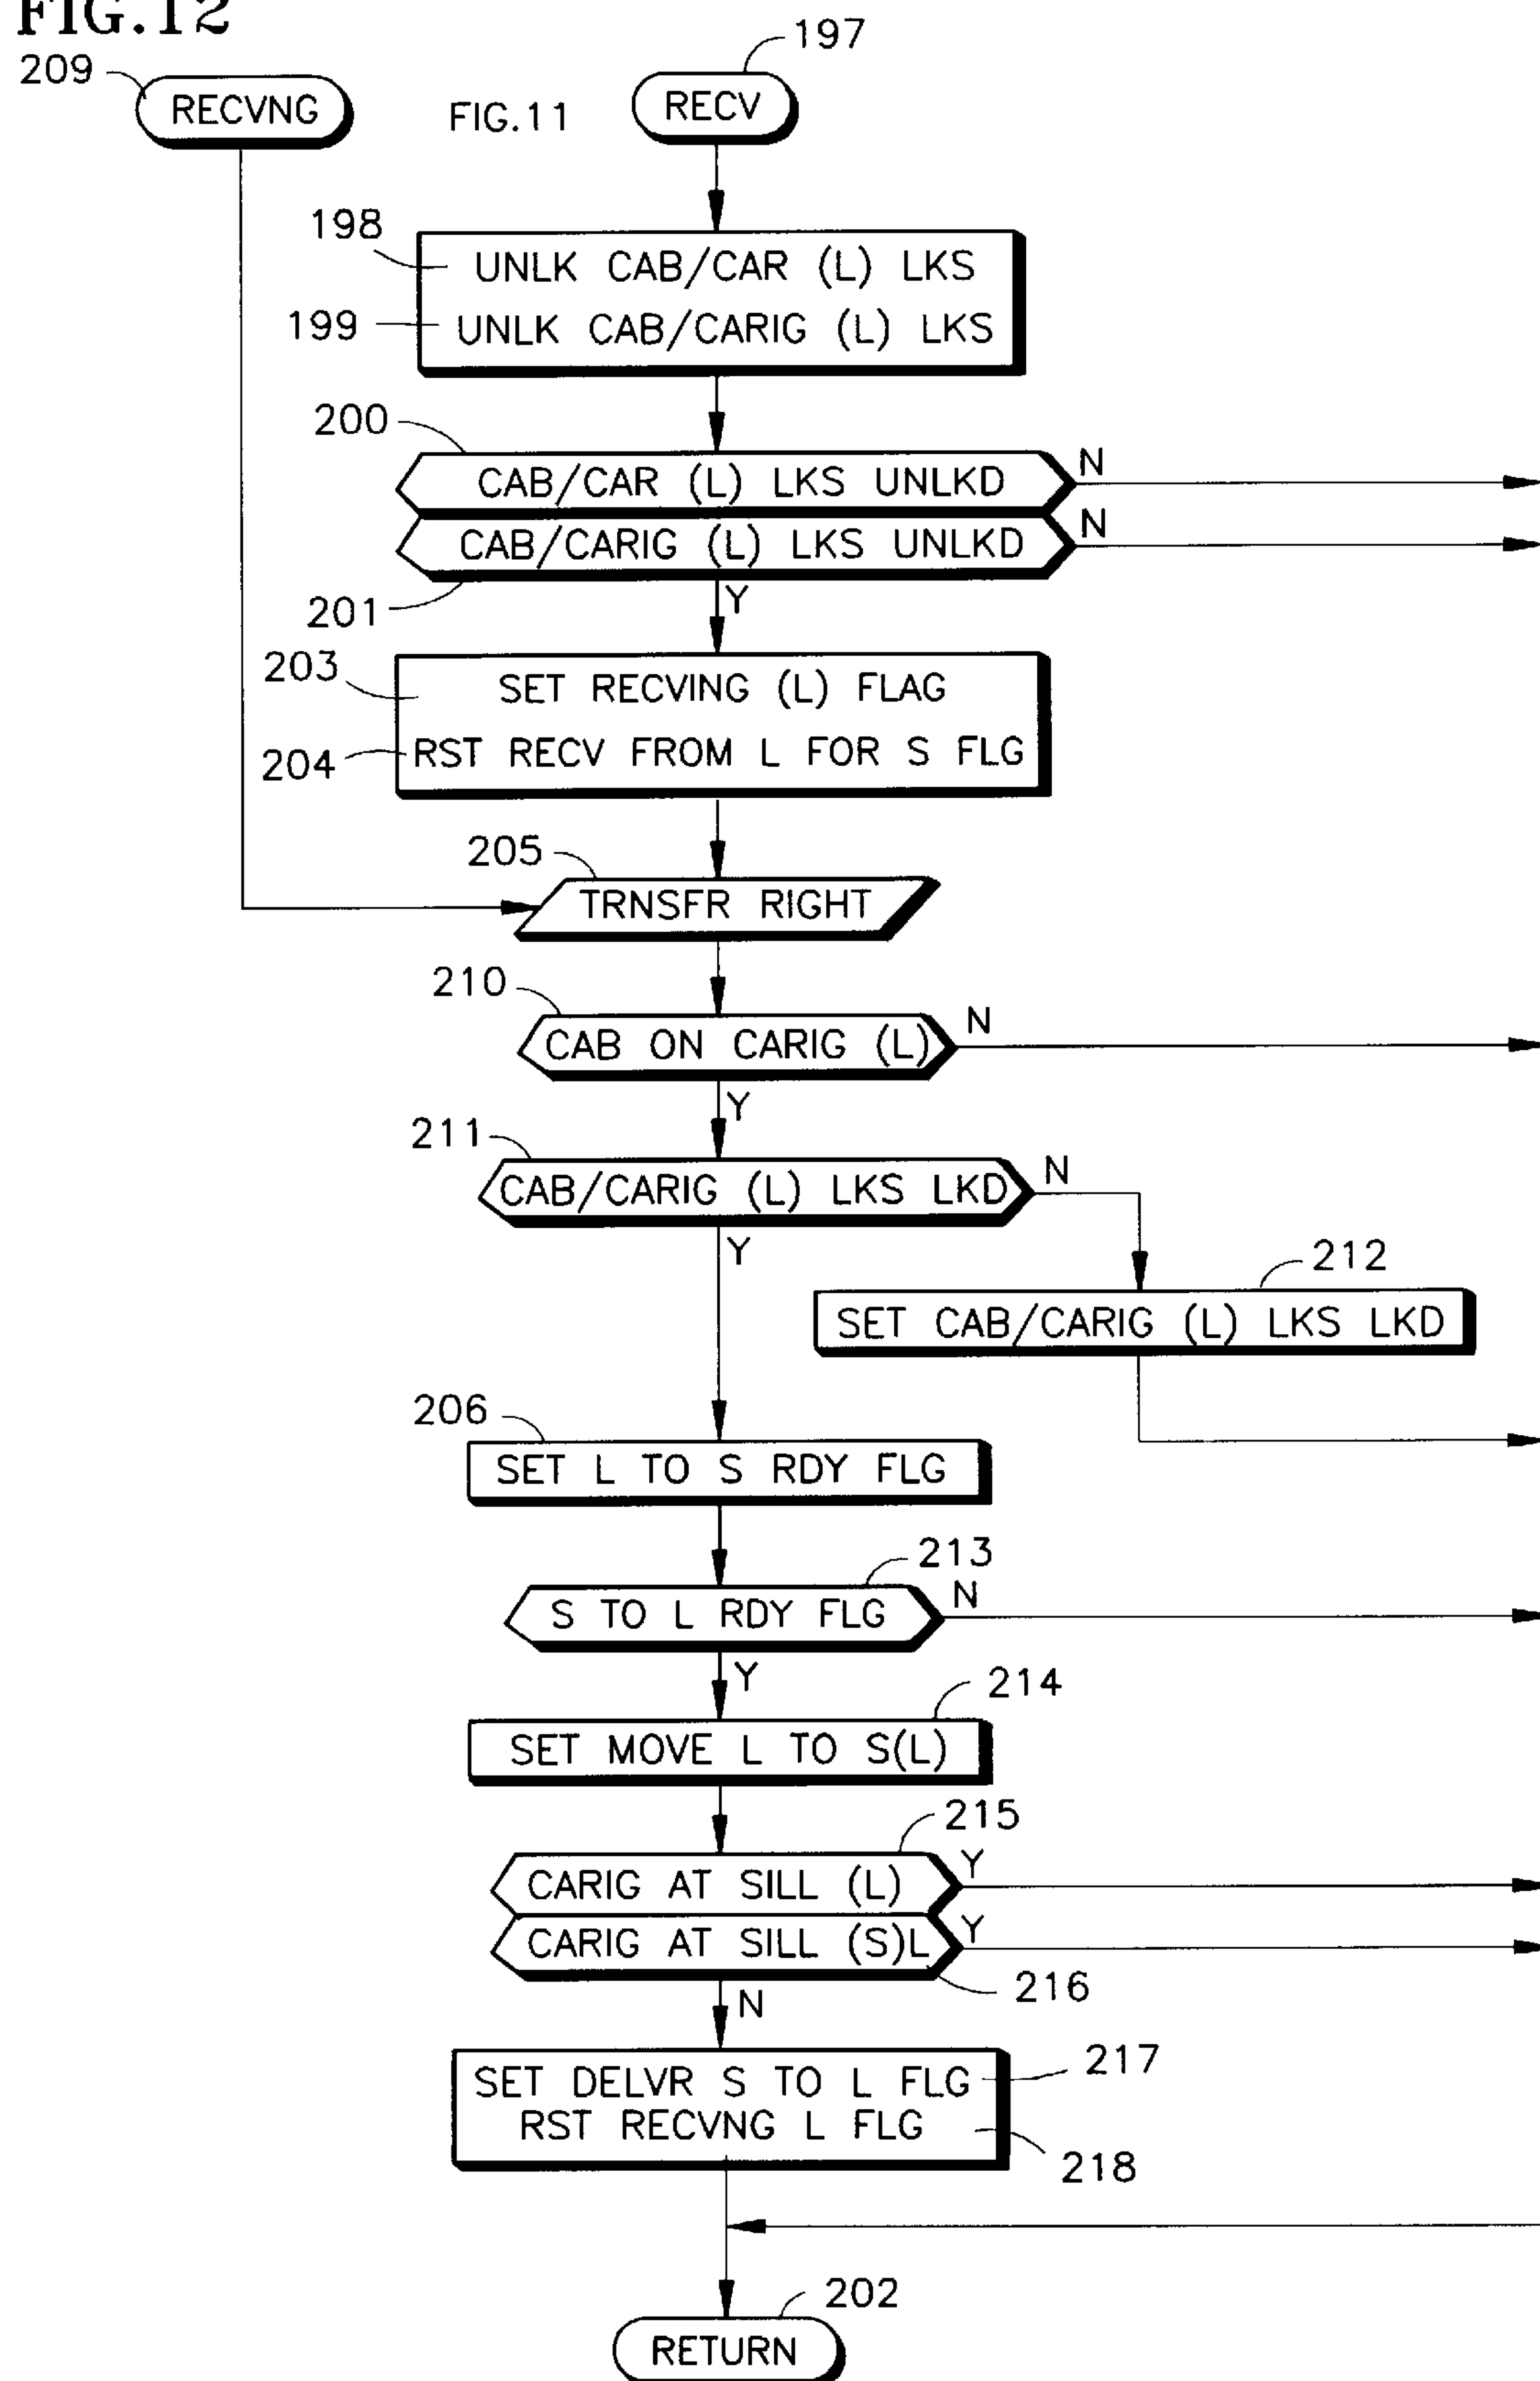 FIG.12
209
RECVNG
FIG.11
RECV
197
198
UNLK CAB/CAR (L) LKS
199
UNLK CAB/CARIG (L) LKS
200
CAB/CAR (L) LKS UNLKD
N
CAB/CARIG (L) LKS UNLKD
N
201
Y
203
SET RECVING (L) FLAG
204
RST RECV FROM L FOR S FLG
205
TRNSFR RIGHT
210
CAB ON CARIG (L)
N
Y
211
CAB/CARIG (L) LKS LKD
N
Y
212
SET CAB/CARIG (L) LKS LKD
206
SET L TO S RDY FLG
213
S TO L RDY FLG
N
Y
214
SET MOVE L TO S(L)
215
CARIG AT SILL (L)
Y
CARIG AT SILL (S)L
Y
216
N
SET DELVR S TO L FLG
217
RST RECVNG L FLG
218
202
RETURN